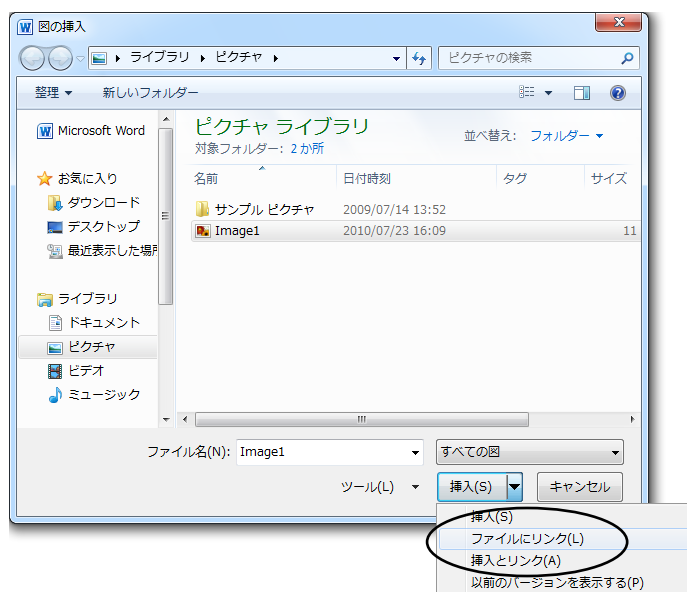 図の挿入
ライブラリ ピクチャ
ピクチャの検索
整理 新しいフォルダー
Microsoft Word
お気に入り
ダウンロード
デスクトップ
最近表示した場所
ライブラリ
ドキュメント
ピクチャ
ビデオ
ミュージック
ピクチャ ライブラリ
対象フォルダー: 2 か所
並べ替え: フォルダー
名前 日付時刻 タグ サイズ
サンプル ピクチャ 2009/07/14 13:52
Image1 2010/07/23 16:09 11
ファイル名(N): Image1 すべての図
ツール(L) 挿入(S) キャンセル
挿入(S)
ファイルにリンク(L)
挿入とリンク(A)
以前のバージョンを表示する(P)